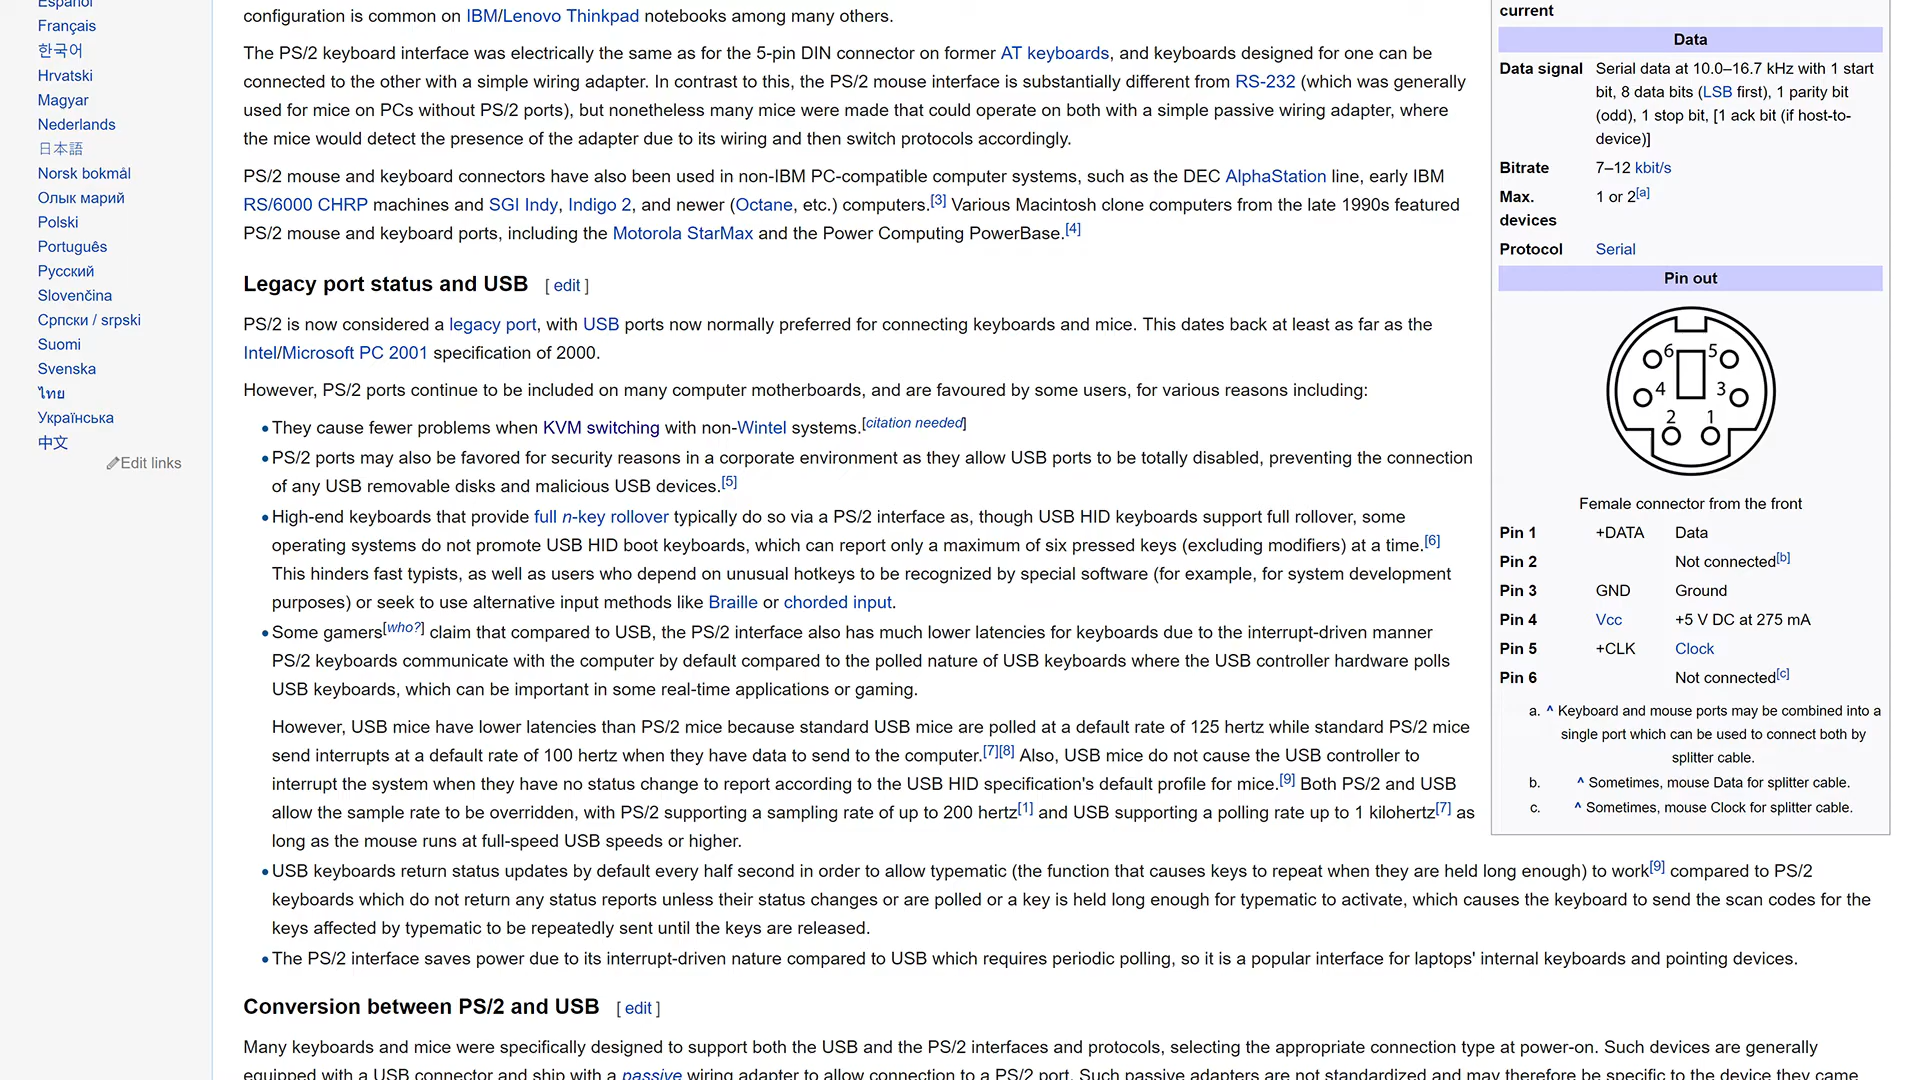 Español
Français
한국어
Hrvatski
Magyar
Nederlands
日本語
Norsk bokmål
Олык марий
Polski
Português
Русский
Slovenčina
Српски / srpski
Suomi
Svenska
ไทย
Українська
中文
Edit links
configuration is common on IBM/Lenovo Thinkpad notebooks among many others.
The PS/2 keyboard interface was electrically the same as for the 5-pin DIN connector on former AT keyboards, and keyboards designed for one can be
connected to the other with a simple wiring adapter. In contrast to this, the PS/2 mouse interface is substantially different from RS-232 (which was generally
used for mice on PCs without PS/2 ports), but nonetheless many mice were made that could operate on both with a simple passive wiring adapter, where
the mice would detect the presence of the adapter due to its wiring and then switch protocols accordingly.
PS/2 mouse and keyboard connectors have also been used in non-IBM PC-compatible computer systems, such as the DEC AlphaStation line, early IBM
RS/6000 CHRP machines and SGI Indy, Indigo 2, and newer (Octane, etc.) computers.[3] Various Macintosh clone computers from the late 1990s featured
PS/2 mouse and keyboard ports, including the Motorola StarMax and the Power Computing PowerBase.[4]
Legacy port status and USB [ edit ]
PS/2 is now considered a legacy port, with USB ports now normally preferred for connecting keyboards and mice. This dates back at least as far as the
Intel/Microsoft PC 2001 specification of 2000.
However, PS/2 ports continue to be included on many computer motherboards, and are favoured by some users, for various reasons including:
• They cause fewer problems when KVM switching with non-Wintel systems.[citation needed]
• PS/2 ports may also be favored for security reasons in a corporate environment as they allow USB ports to be totally disabled, preventing the connection
of any USB removable disks and malicious USB devices.[5]
• High-end keyboards that provide full n-key rollover typically do so via a PS/2 interface as, though USB HID keyboards support full rollover, some
operating systems do not promote USB HID boot keyboards, which can report only a maximum of six pressed keys (excluding modifiers) at a time.[6]
This hinders fast typists, as well as users who depend on unusual hotkeys to be recognized by special software (for example, for system development
purposes) or seek to use alternative input methods like Braille or chorded input.
• Some gamers[who?] claim that compared to USB, the PS/2 interface also has much lower latencies for keyboards due to the interrupt-driven manner
PS/2 keyboards communicate with the computer by default compared to the polled nature of USB keyboards where the USB controller hardware polls
USB keyboards, which can be important in some real-time applications or gaming.
However, USB mice have lower latencies than PS/2 mice because standard USB mice are polled at a default rate of 125 hertz while standard PS/2 mice
send interrupts at a default rate of 100 hertz when they have data to send to the computer.[7][8] Also, USB mice do not cause the USB controller to
interrupt the system when they have no status change to report according to the USB HID specification's default profile for mice.[9] Both PS/2 and USB
allow the sample rate to be overridden, with PS/2 supporting a sampling rate of up to 200 hertz[1] and USB supporting a polling rate up to 1 kilohertz[7] as
long as the mouse runs at full-speed USB speeds or higher.
• USB keyboards return status updates by default every half second in order to allow typematic (the function that causes keys to repeat when they are held long enough) to work[9] compared to PS/2
keyboards which do not return any status reports unless their status changes or are polled or a key is held long enough for typematic to activate, which causes the keyboard to send the scan codes for the
keys affected by typematic to be repeatedly sent until the keys are released.
• The PS/2 interface saves power due to its interrupt-driven nature compared to USB which requires periodic polling, so it is a popular interface for laptops' internal keyboards and pointing devices.
Conversion between PS/2 and USB [ edit ]
Many keyboards and mice were specifically designed to support both the USB and the PS/2 interfaces and protocols, selecting the appropriate connection type at power-on. Such devices are generally
equipped with a USB connector and ship with a passive wiring adapter to allow connection to a PS/2 port. Such passive adapters are not standardized and may therefore be specific to the device they came
current
Data
Data signal Serial data at 10.0–16.7 kHz with 1 start
bit, 8 data bits (LSB first), 1 parity bit
(odd), 1 stop bit, [1 ack bit (if host-to-
device)]
Bitrate 7–12 kbit/s
Max. 1 or 2[a]
devices
Protocol Serial
Pin out
6 5
4 3
2 1
Female connector from the front
Pin 1 +DATA Data
Pin 2 Not connected[b]
Pin 3 GND Ground
Pin 4 Vcc +5 V DC at 275 mA
Pin 5 +CLK Clock
Pin 6 Not connected[c]
a. ^ Keyboard and mouse ports may be combined into a
single port which can be used to connect both by
splitter cable.
b. ^ Sometimes, mouse Data for splitter cable.
c. ^ Sometimes, mouse Clock for splitter cable.